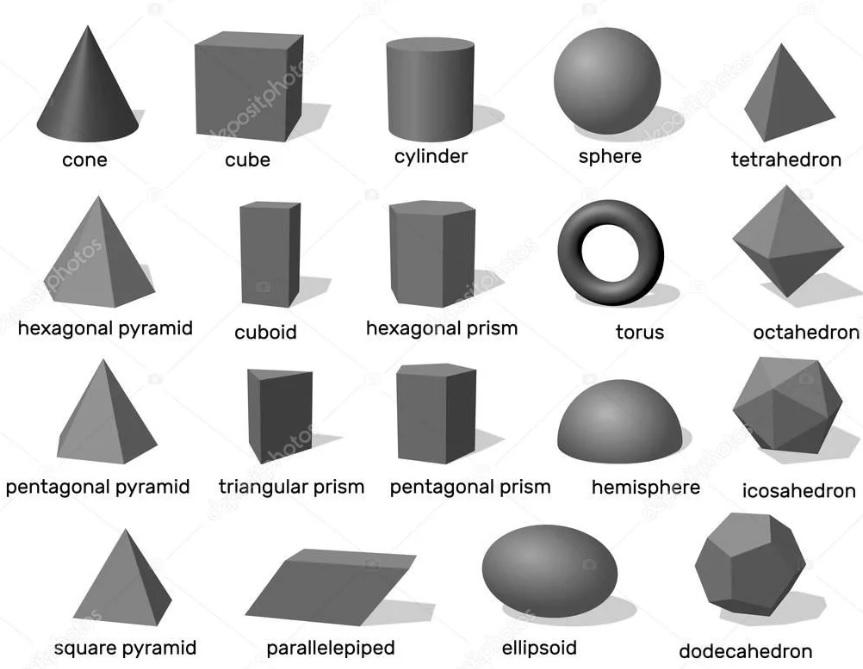 cone
cube
cylinder
sphere
tetrahedron
hexagonal pyramid
cuboid
hexagonal prism
torus
octahedron
pentagonal pyramid
triangular prism
pentagonal prism
hemisphere
icosahedron
square pyramid
parallelepiped
ellipsoid
dodecahedron
depositphotos